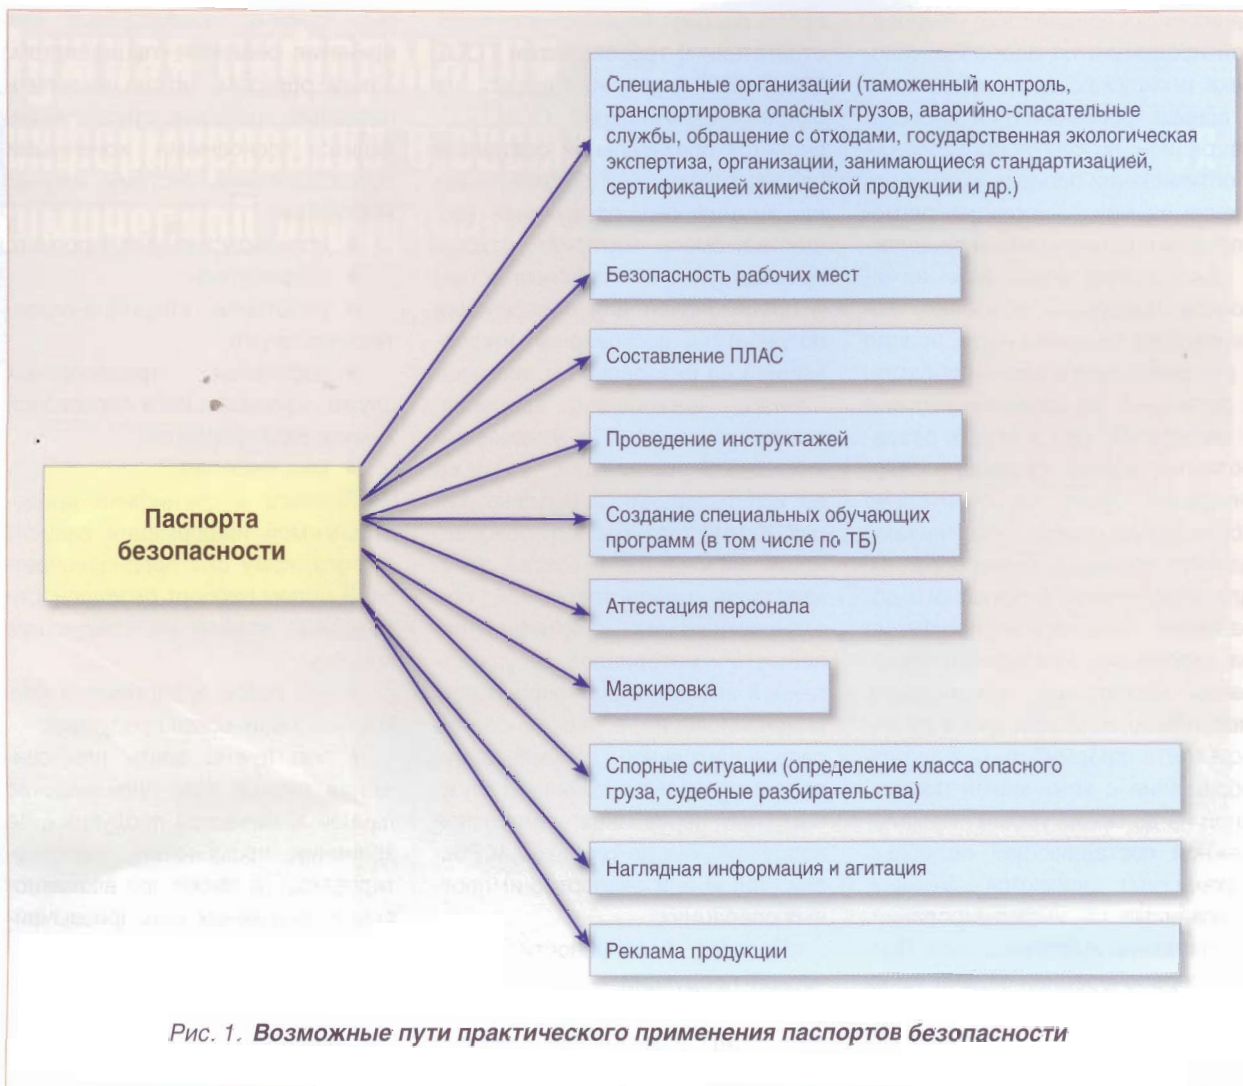 Специальные организации (таможенный контроль,
транспортировка опасных грузов, аварийно-спасательные
службы, обращение с отходами, государственная экологическая
экспертиза, организации, занимающиеся стандартизацией,
сертификацией химической продукции и др.)
Безопасность рабочих мест
Составление ПЛАС
Проведение инструктажей
Паспорта
безопасности
Создание специальных обучающих
программ (в том числе по ТБ)
Аттестация персонала
Маркировка
Спорные ситуации (определение класса опасного
груза, судебные разбирательства)
Наглядная информация и агитация
Реклама продукции
Рис. 1. Возможные пути практического применения паспортов безопасности